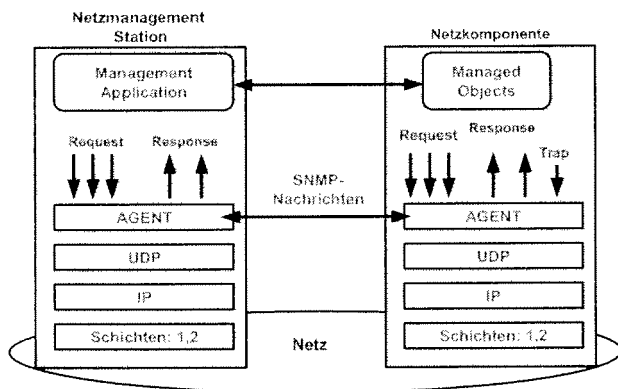 Netzmanagement
Station
Netzkomponente
Management
Application
Managed
Objects
Request
Response
Request
Response
Trap
SNMP-
Nachrichten
AGENT
AGENT
UDP
UDP
IP
IP
Schichten: 1,2
Netz
Schichten: 1,2